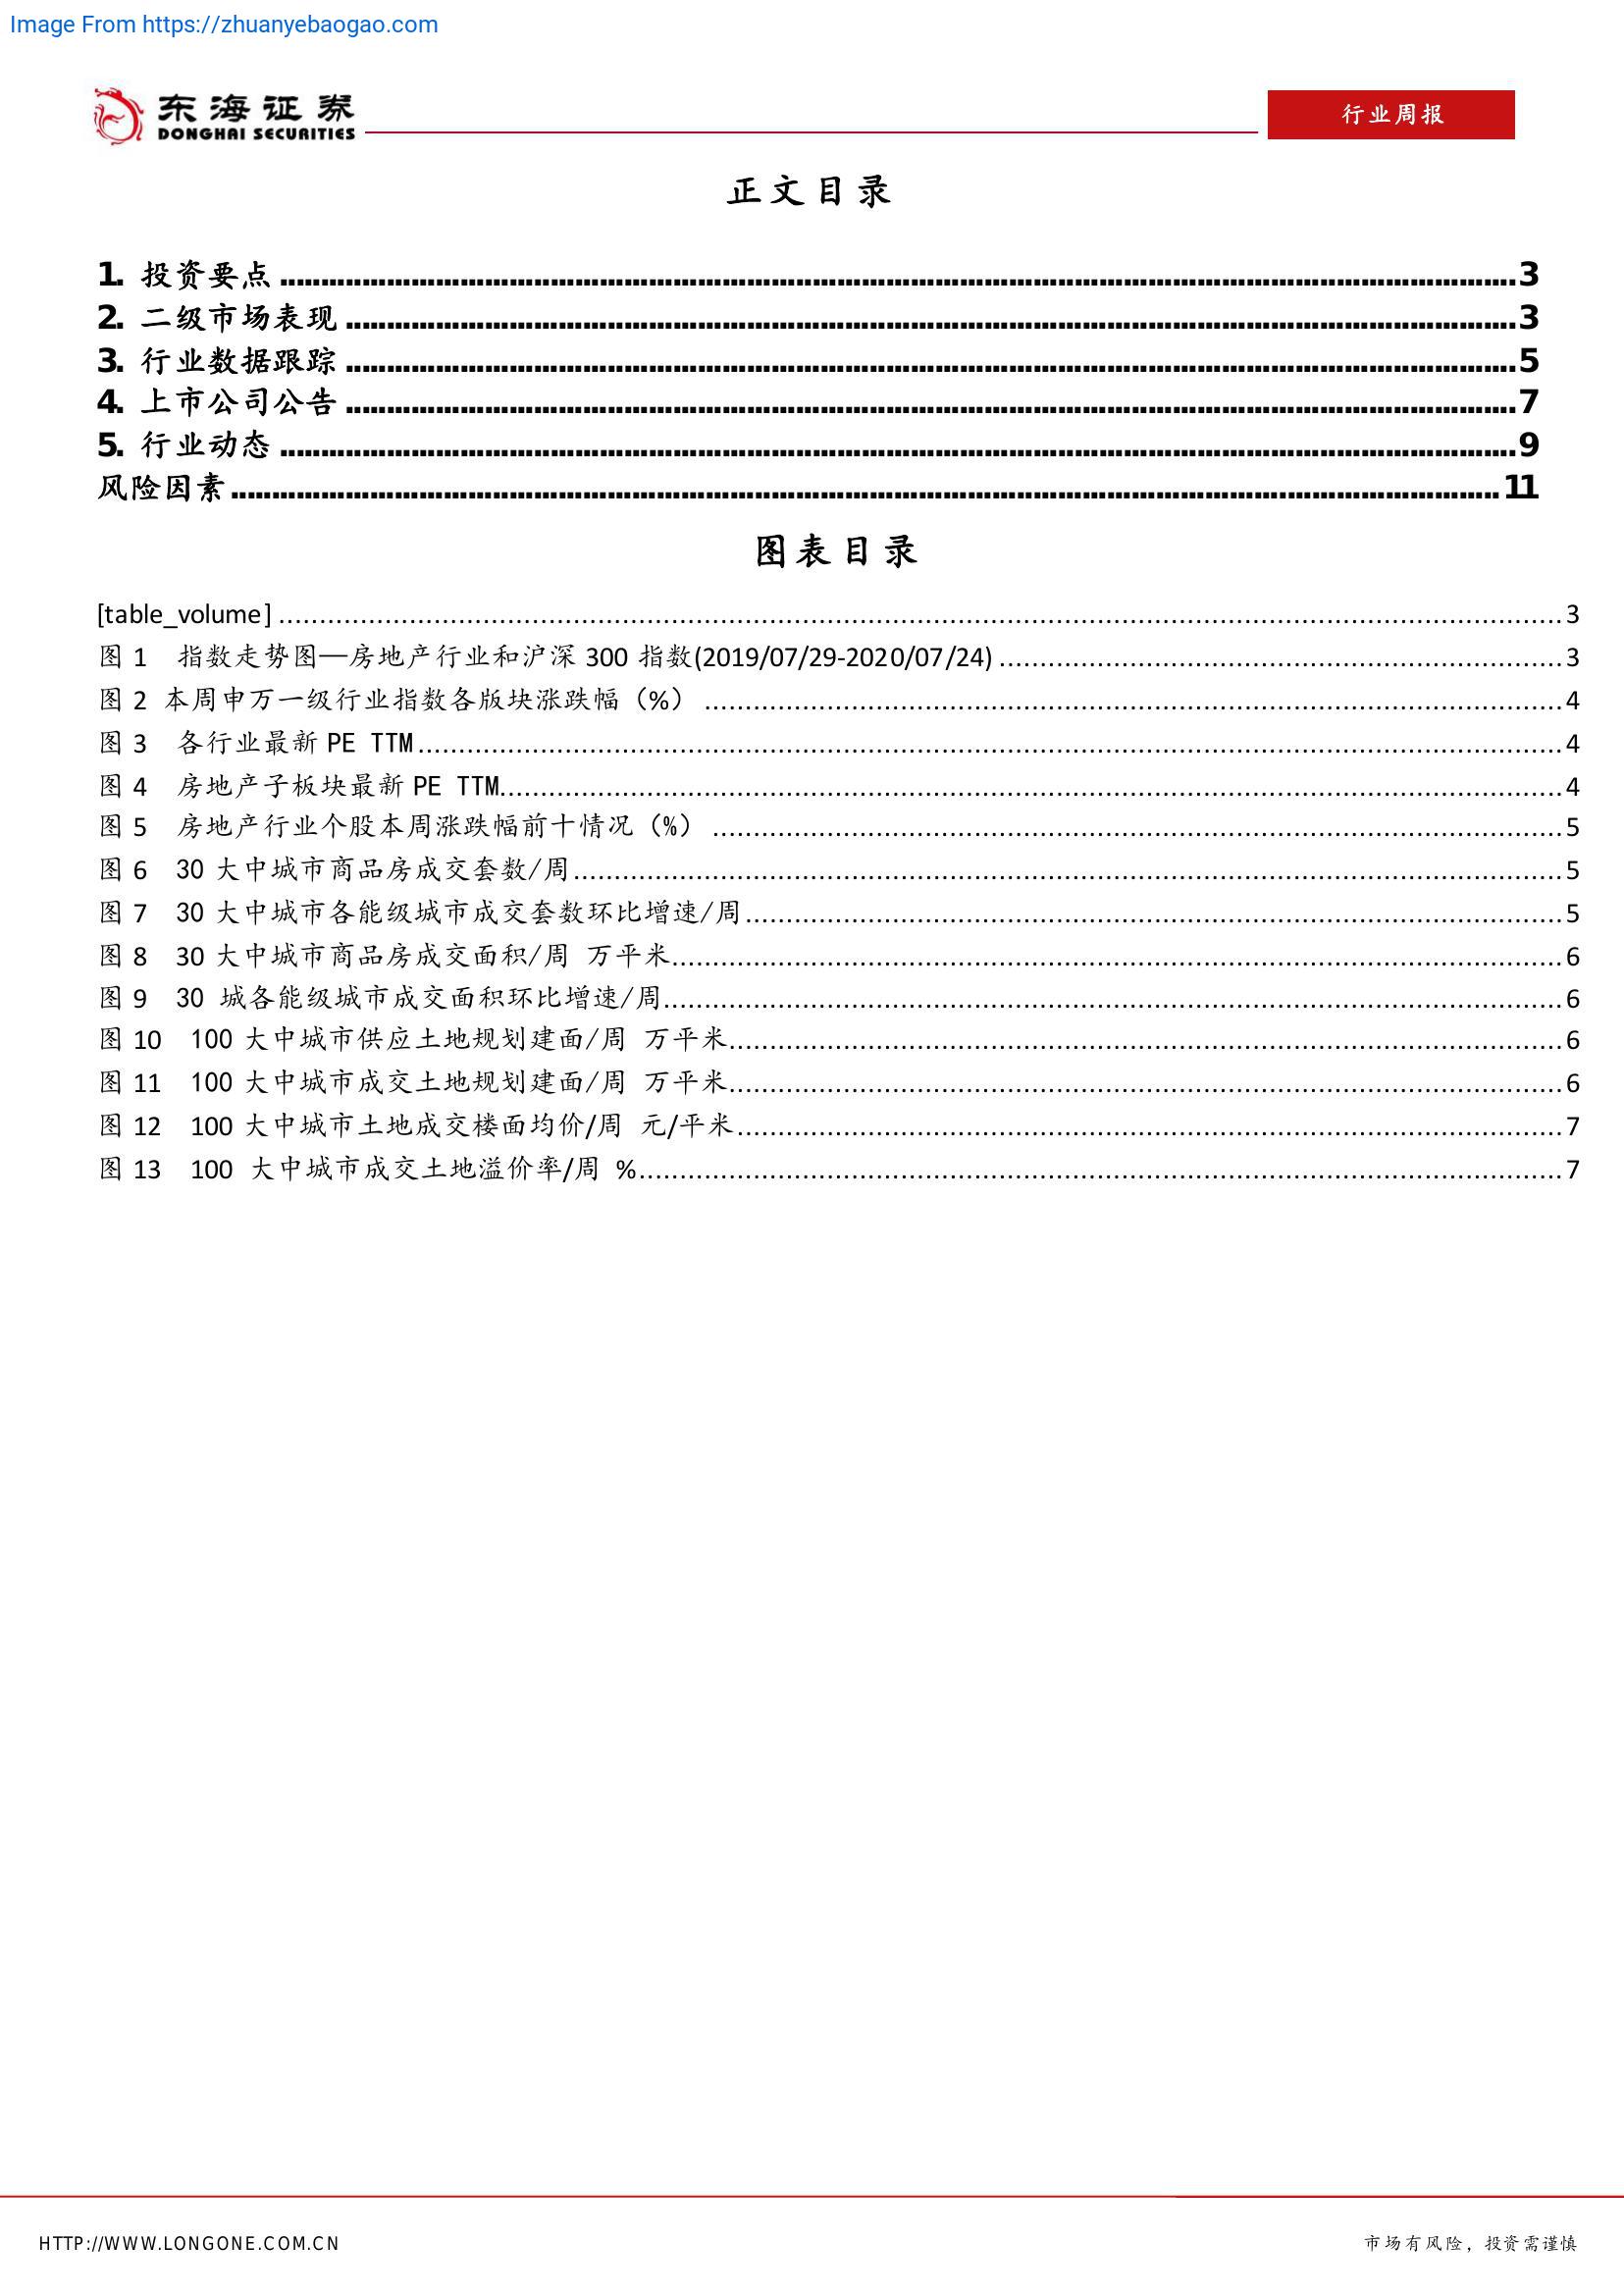 Image From https://zhuanyebaogao.com
东海证券
DONGHAI SECURITIES
行业周报
正文目录
1. 投资要点 ........................................ 3
2. 二级市场表现 ........................................ 3
3. 行业数据跟踪 ........................................ 5
4. 上市公司公告 ........................................ 7
5. 行业动态 ........................................ 9
风险因素 ........................................ 11
图表目录
[table_volume] ........................................ 3
图 1 指数走势图—房地产行业和沪深 300 指数(2019/07/29-2020/07/24) ........................................ 3
图 2 本周申万一级行业指数各版块涨跌幅（%） ........................................ 4
图 3 各行业最新 PE TTM ........................................ 4
图 4 房地产子板块最新 PE TTM ........................................ 4
图 5 房地产行业个股本周涨跌幅前十情况（%） ........................................ 5
图 6 30 大中城市商品房成交套数/周 ........................................ 5
图 7 30 大中城市各能级城市成交套数环比增速/周 ........................................ 5
图 8 30 大中城市商品房成交面积/周 万平米 ........................................ 6
图 9 30 城各能级城市成交面积环比增速/周 ........................................ 6
图 10 100 大中城市供应土地规划建面/周 万平米 ........................................ 6
图 11 100 大中城市成交土地规划建面/周 万平米 ........................................ 6
图 12 100 大中城市土地成交楼面均价/周 元/平米 ........................................ 7
图 13 100 大中城市成交土地溢价率/周 % ........................................ 7
HTTP://WWW.LONGONE.COM.CN
市场有风险，投资需谨慎